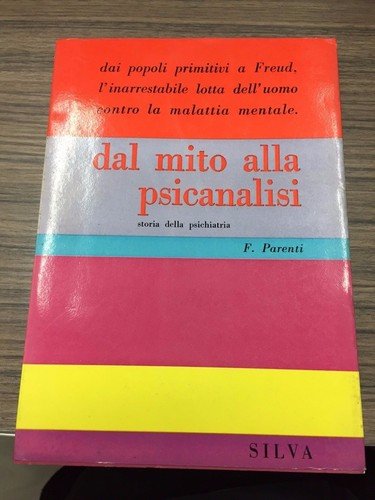 dai popoli primitivi a Freud,
l'inarrestabile lotta dell'uomo
contro la malattia mentale.
dal mito alla
psicanalisi
storia della psichiatria
F. Parenti
SILVA